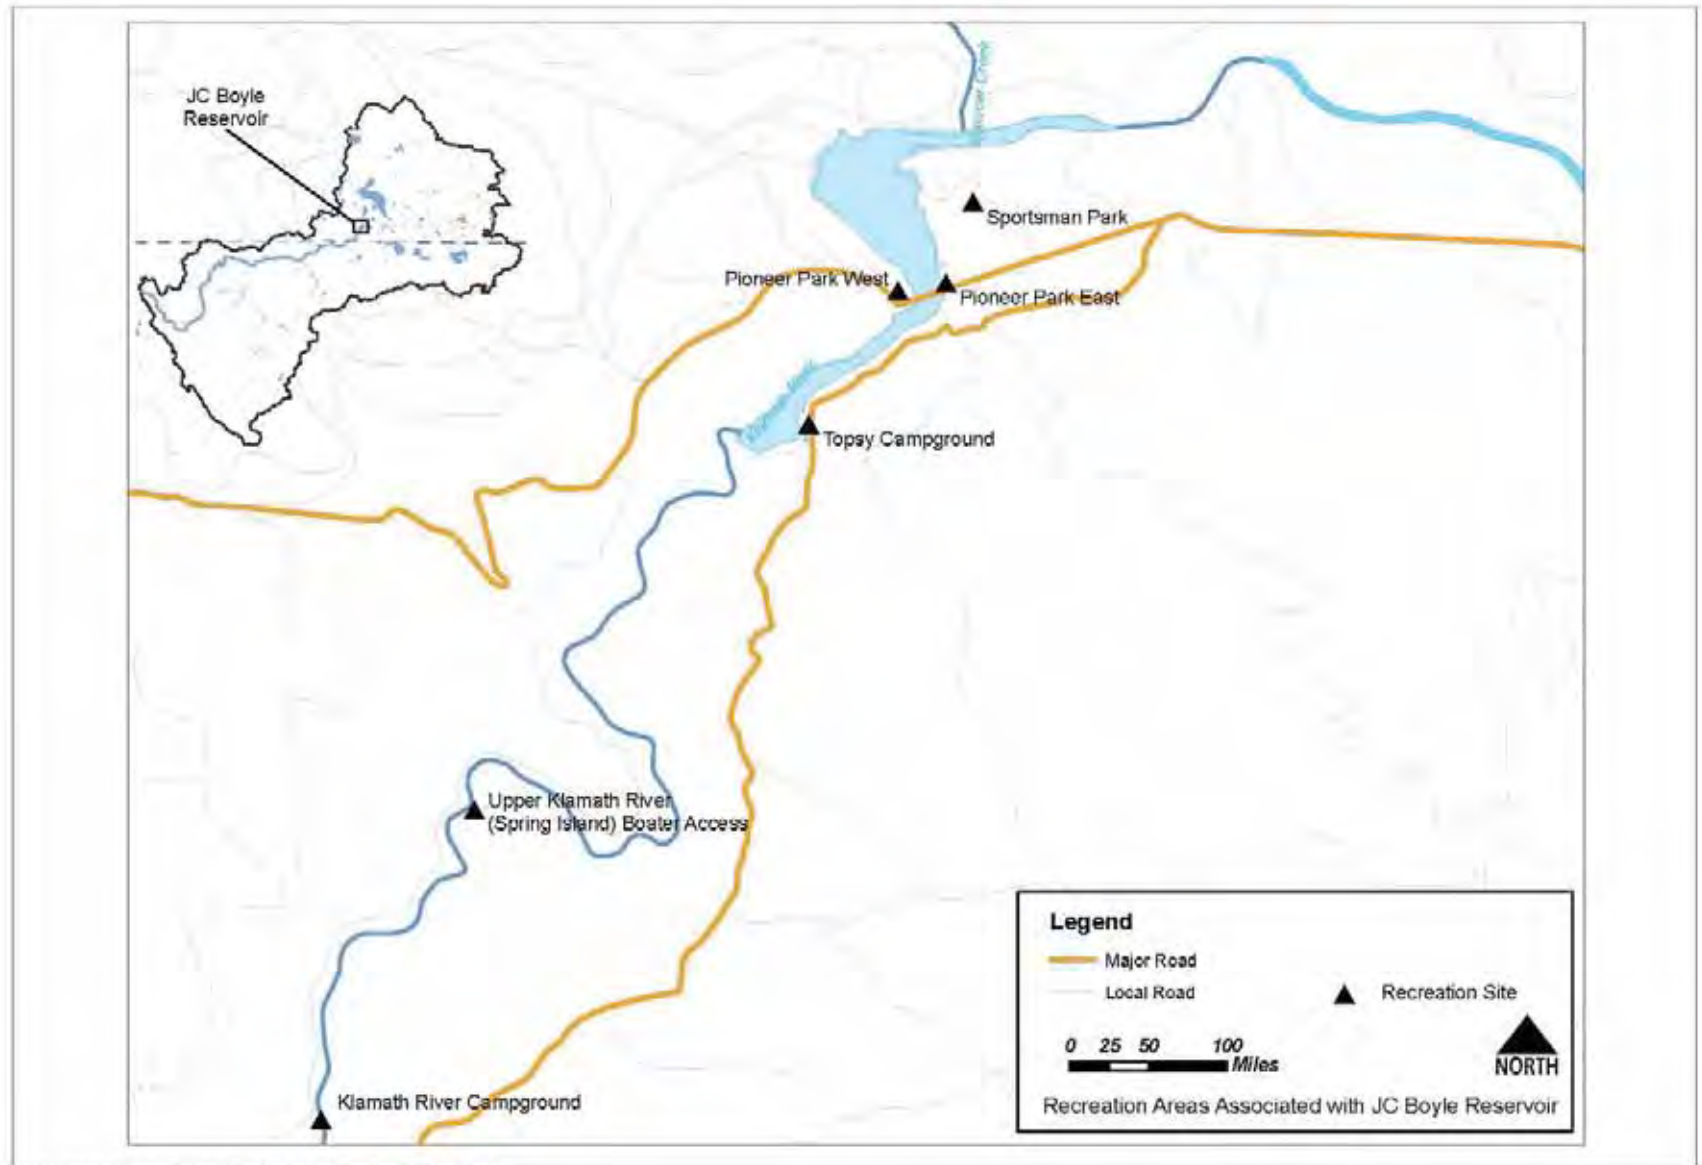 JC Boyle
Reservoir
Sportsman Park
Pioneer Park West
Pioneer Park East
Topsy Campground
Upper Klamath River
(Spring Island) Boater Access
Klamath River Campground
Legend
Major Road
Local Road
Recreation Site
0 25 50 100
Miles
NORTH
Recreation Areas Associated with JC Boyle Reservoir